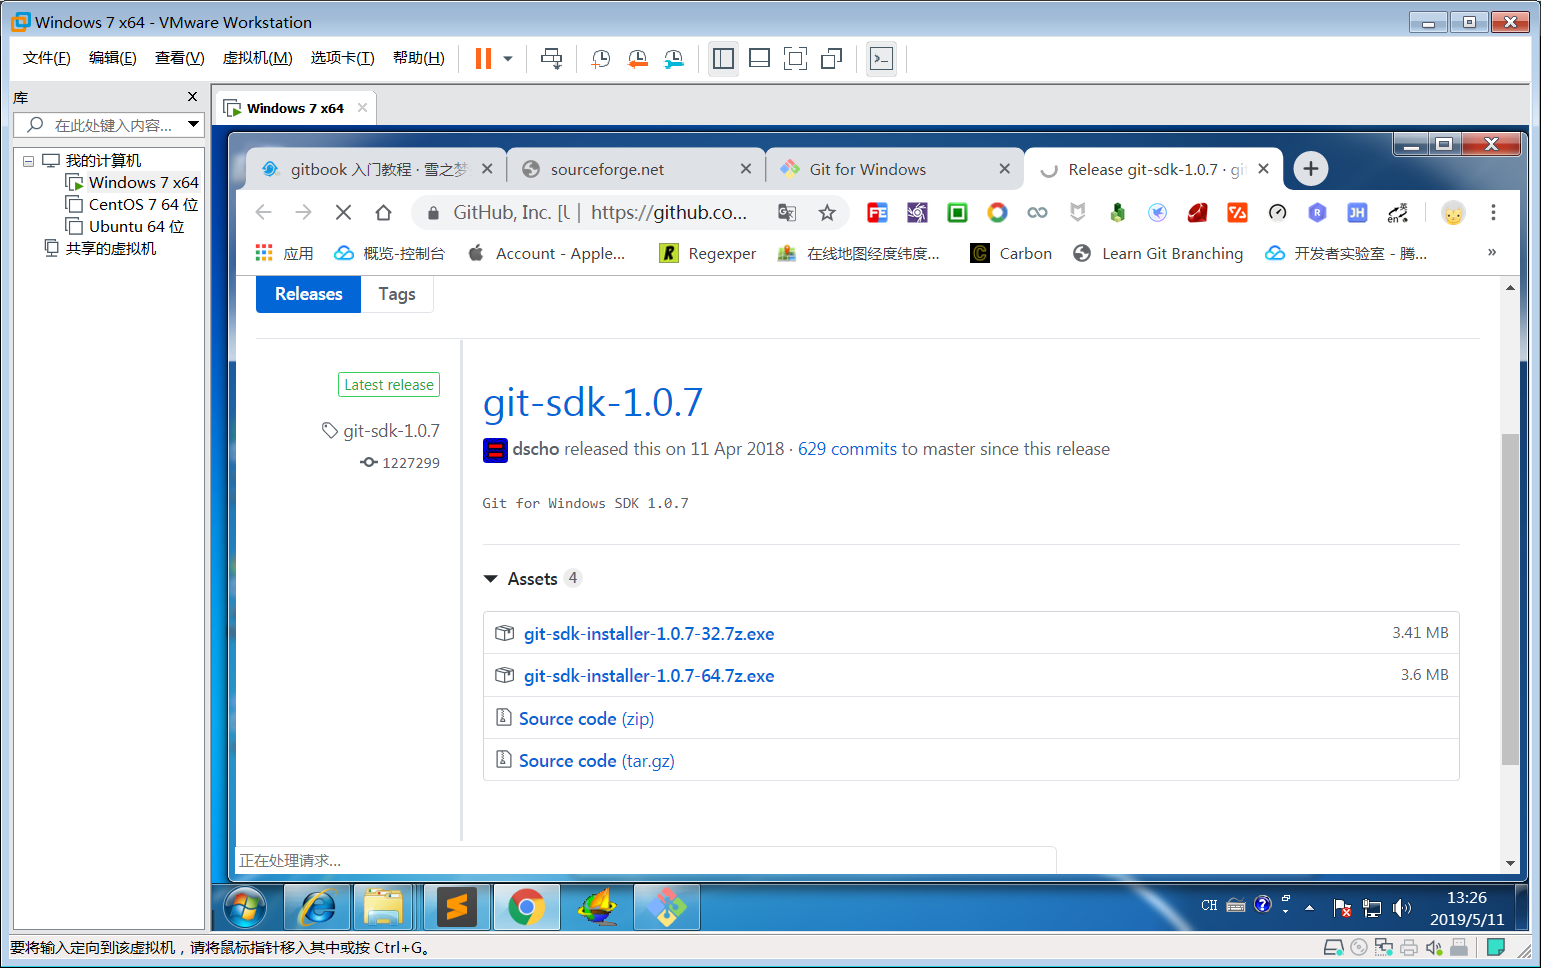 Windows 7 x64 - VMware Workstation
文件(F) 编辑(E) 查看(V) 虚拟机(M) 选项卡(T) 帮助(H)
库
在此处键入内容...
我的计算机
Windows 7 x64
CentOS 7 64 位
Ubuntu 64 位
共享的虚拟机
Windows 7 x64
gitbook 入门教程 · 雪之梦
sourceforge.net
Git for Windows
Release git-sdk-1.0.7 · gi
GitHub, Inc. [U | https://github.co...
应用
概览-控制台
Account - Apple...
Regexper
在线地图经度纬度...
Carbon
Learn Git Branching
开发者实验室 - 腾...
»
Releases Tags
Latest release
git-sdk-1.0.7
1227299
git-sdk-1.0.7
dscho released this on 11 Apr 2018 · 629 commits to master since this release
Git for Windows SDK 1.0.7
Assets 4
git-sdk-installer-1.0.7-32.7z.exe 3.41 MB
git-sdk-installer-1.0.7-64.7z.exe 3.6 MB
Source code (zip)
Source code (tar.gz)
正在处理请求...
CH
13:26
2019/5/11
要将输入定向到该虚拟机，请将鼠标指针移入其中或按 Ctrl+G。